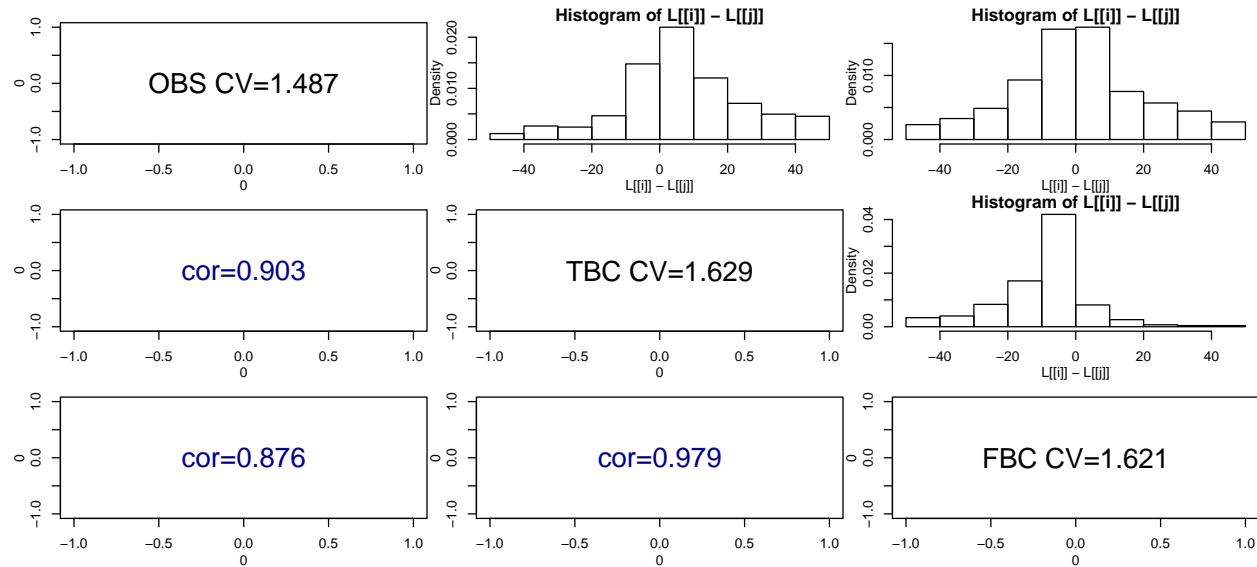 Histogram of L[[i]] − L[[j]]
Histogram of L[[i]] − L[[j]]
OBS CV=1.487
0
−1.0 0.0 1.0
−1.0 −0.5 0.0 0.5 1.0
0
Density
0.000 0.010 0.020
−40 −20 0 20 40
L[[i]] − L[[j]]
Density
0.000 0.010
−40 −20 0 20 40
L[[i]] − L[[j]]
cor=0.903
0
−1.0 0.0 1.0
−1.0 −0.5 0.0 0.5 1.0
0
TBC CV=1.629
0
−1.0 0.0 1.0
−1.0 −0.5 0.0 0.5 1.0
0
Histogram of L[[i]] − L[[j]]
Density
0.00 0.02 0.04
−40 −20 0 20 40
L[[i]] − L[[j]]
cor=0.876
0
−1.0 0.0 1.0
−1.0 −0.5 0.0 0.5 1.0
0
cor=0.979
0
−1.0 0.0 1.0
−1.0 −0.5 0.0 0.5 1.0
0
FBC CV=1.621
0
−1.0 0.0 1.0
−1.0 −0.5 0.0 0.5 1.0
0